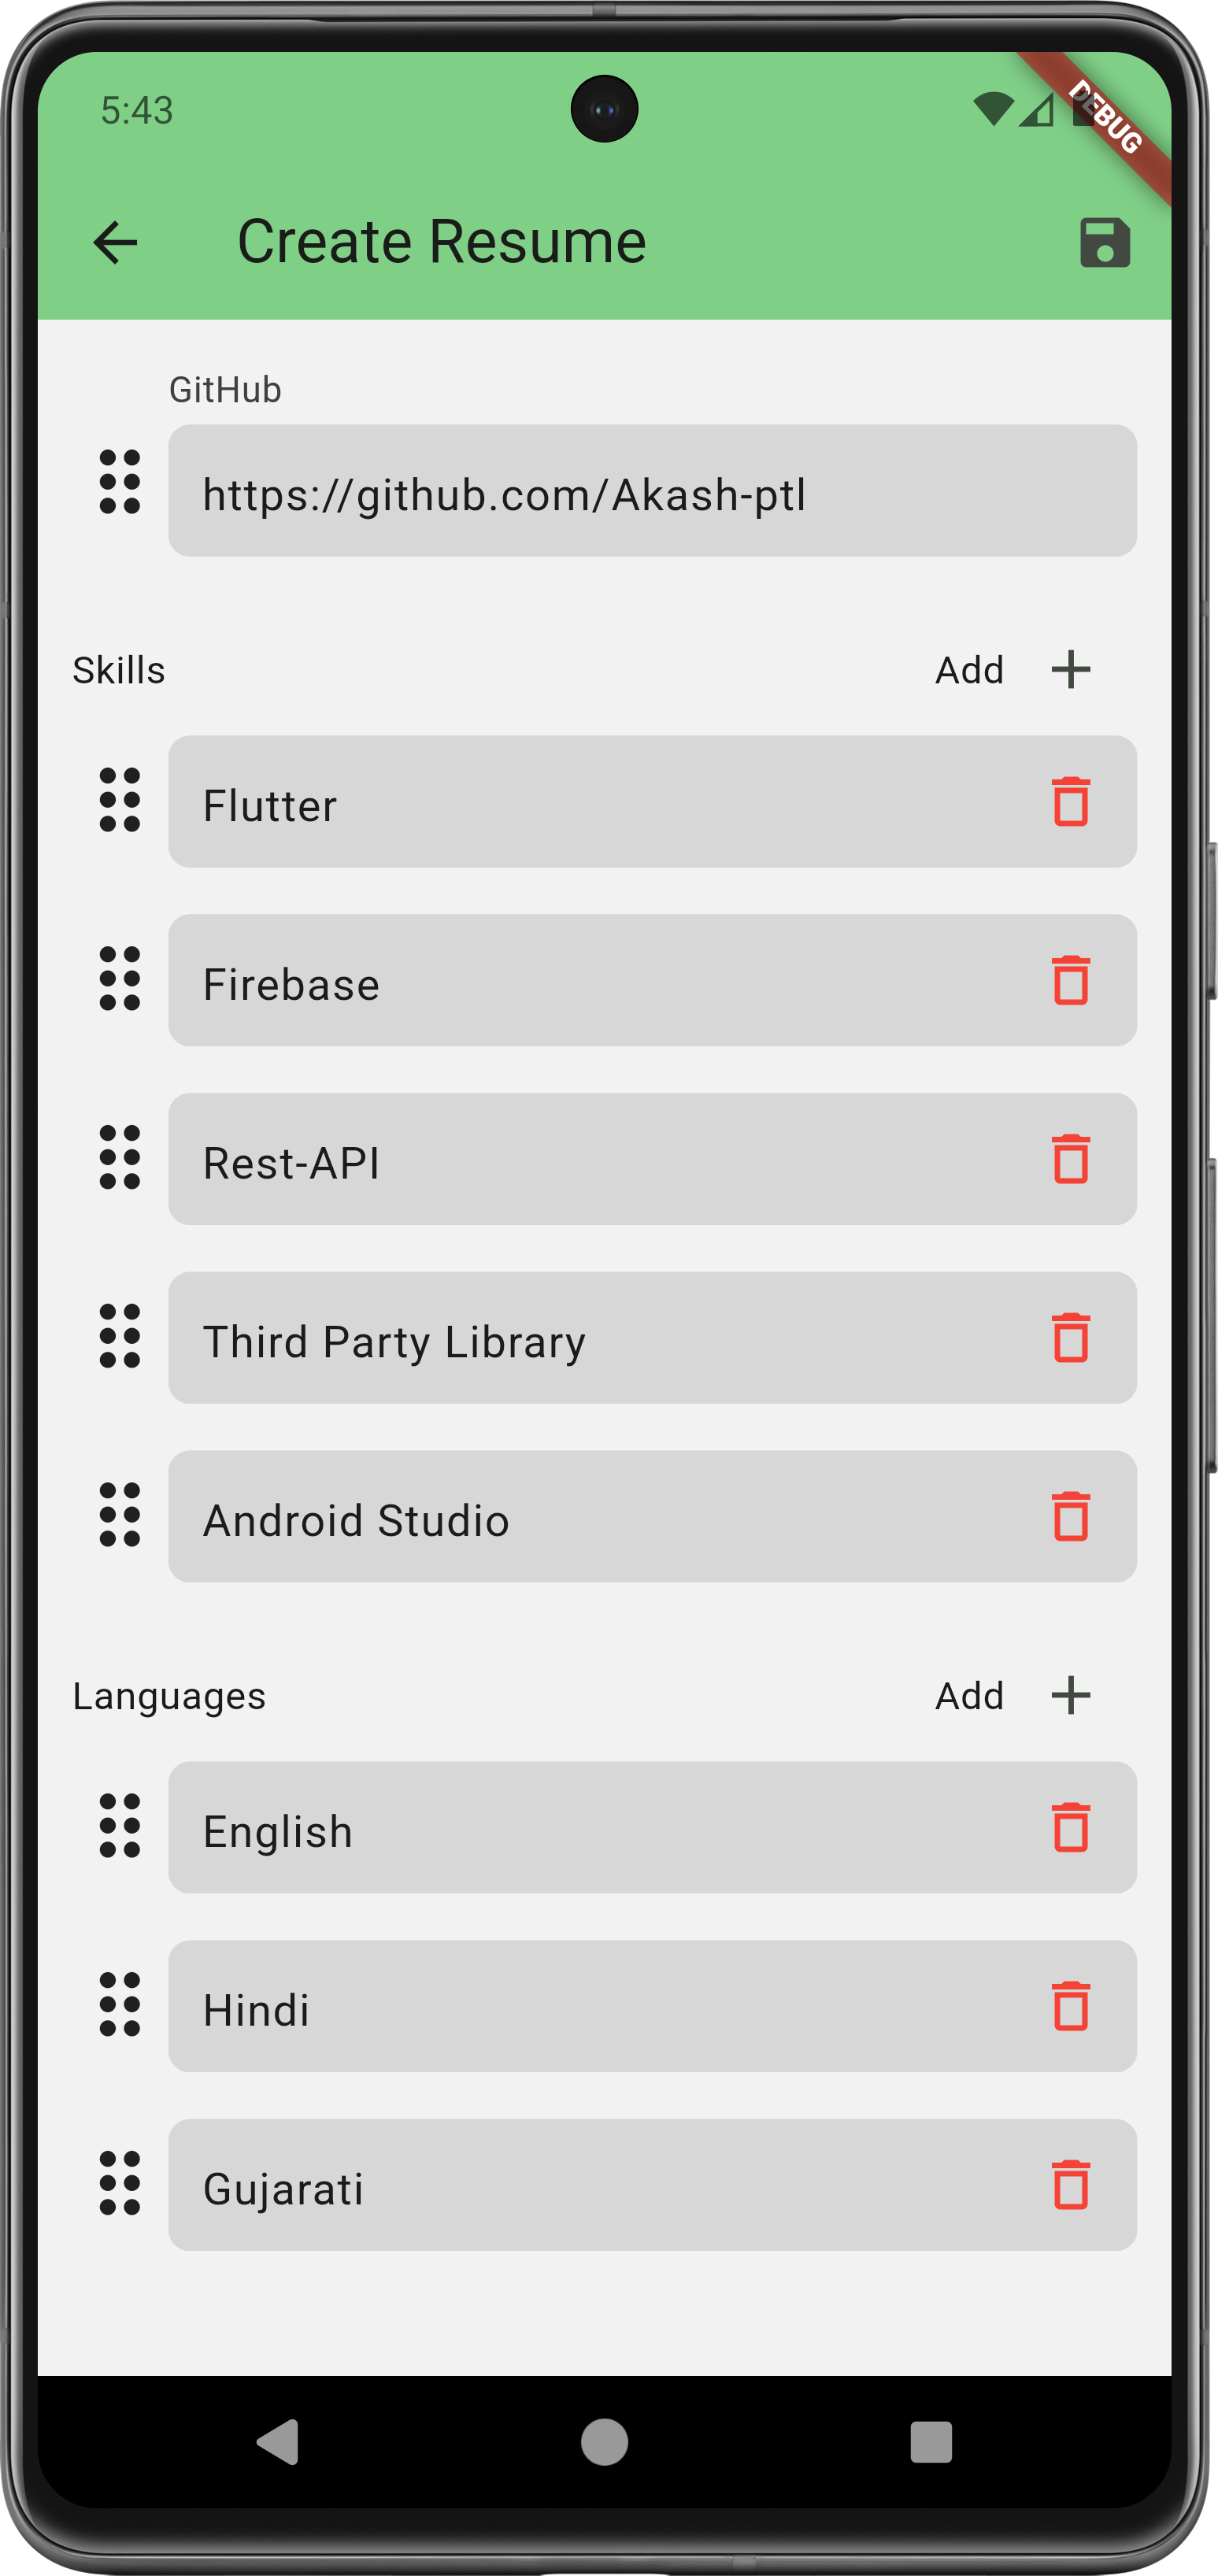 5:43
DEBUG
Create Resume
GitHub
https://github.com/Akash-ptl
Skills Add
Flutter
Firebase
Rest-API
Third Party Library
Android Studio
Languages Add
English
Hindi
Gujarati